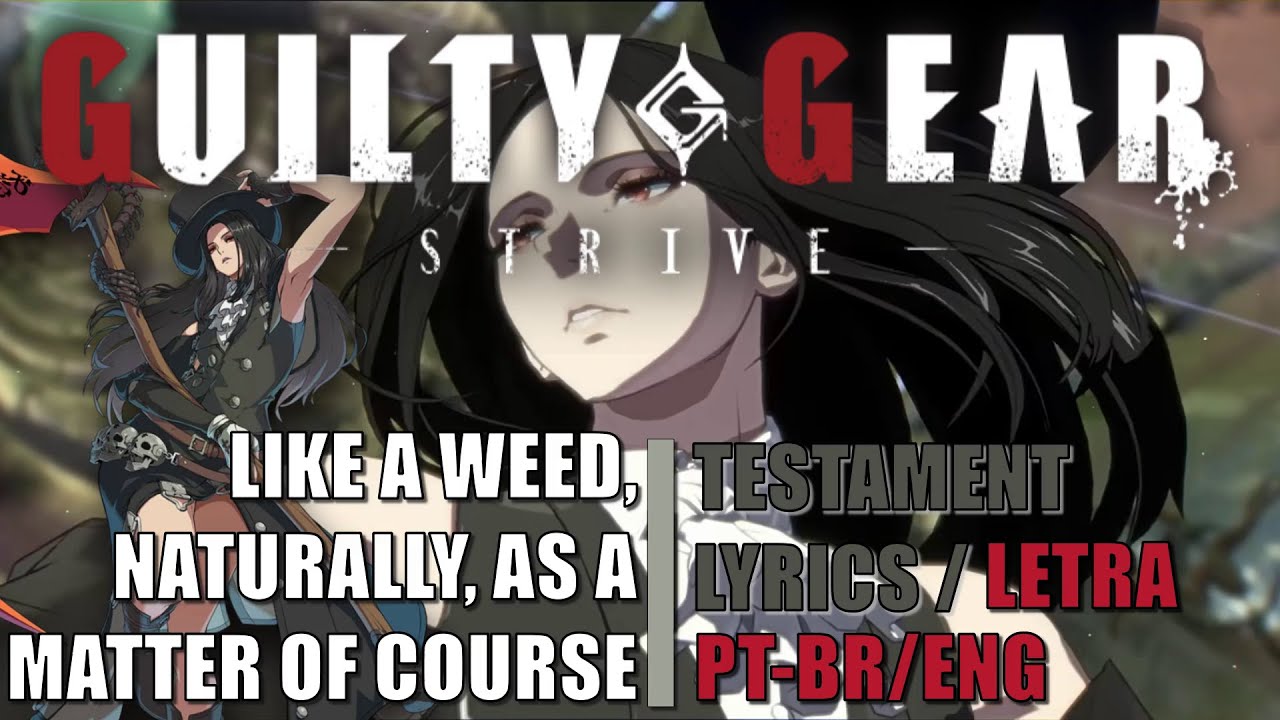 GUILTY GEAR
STRIVE
LIKE A WEED,
NATURALLY, AS A
MATTER OF COURSE
TESTAMENT
LYRICS / LETRA
PT-BR/ENG